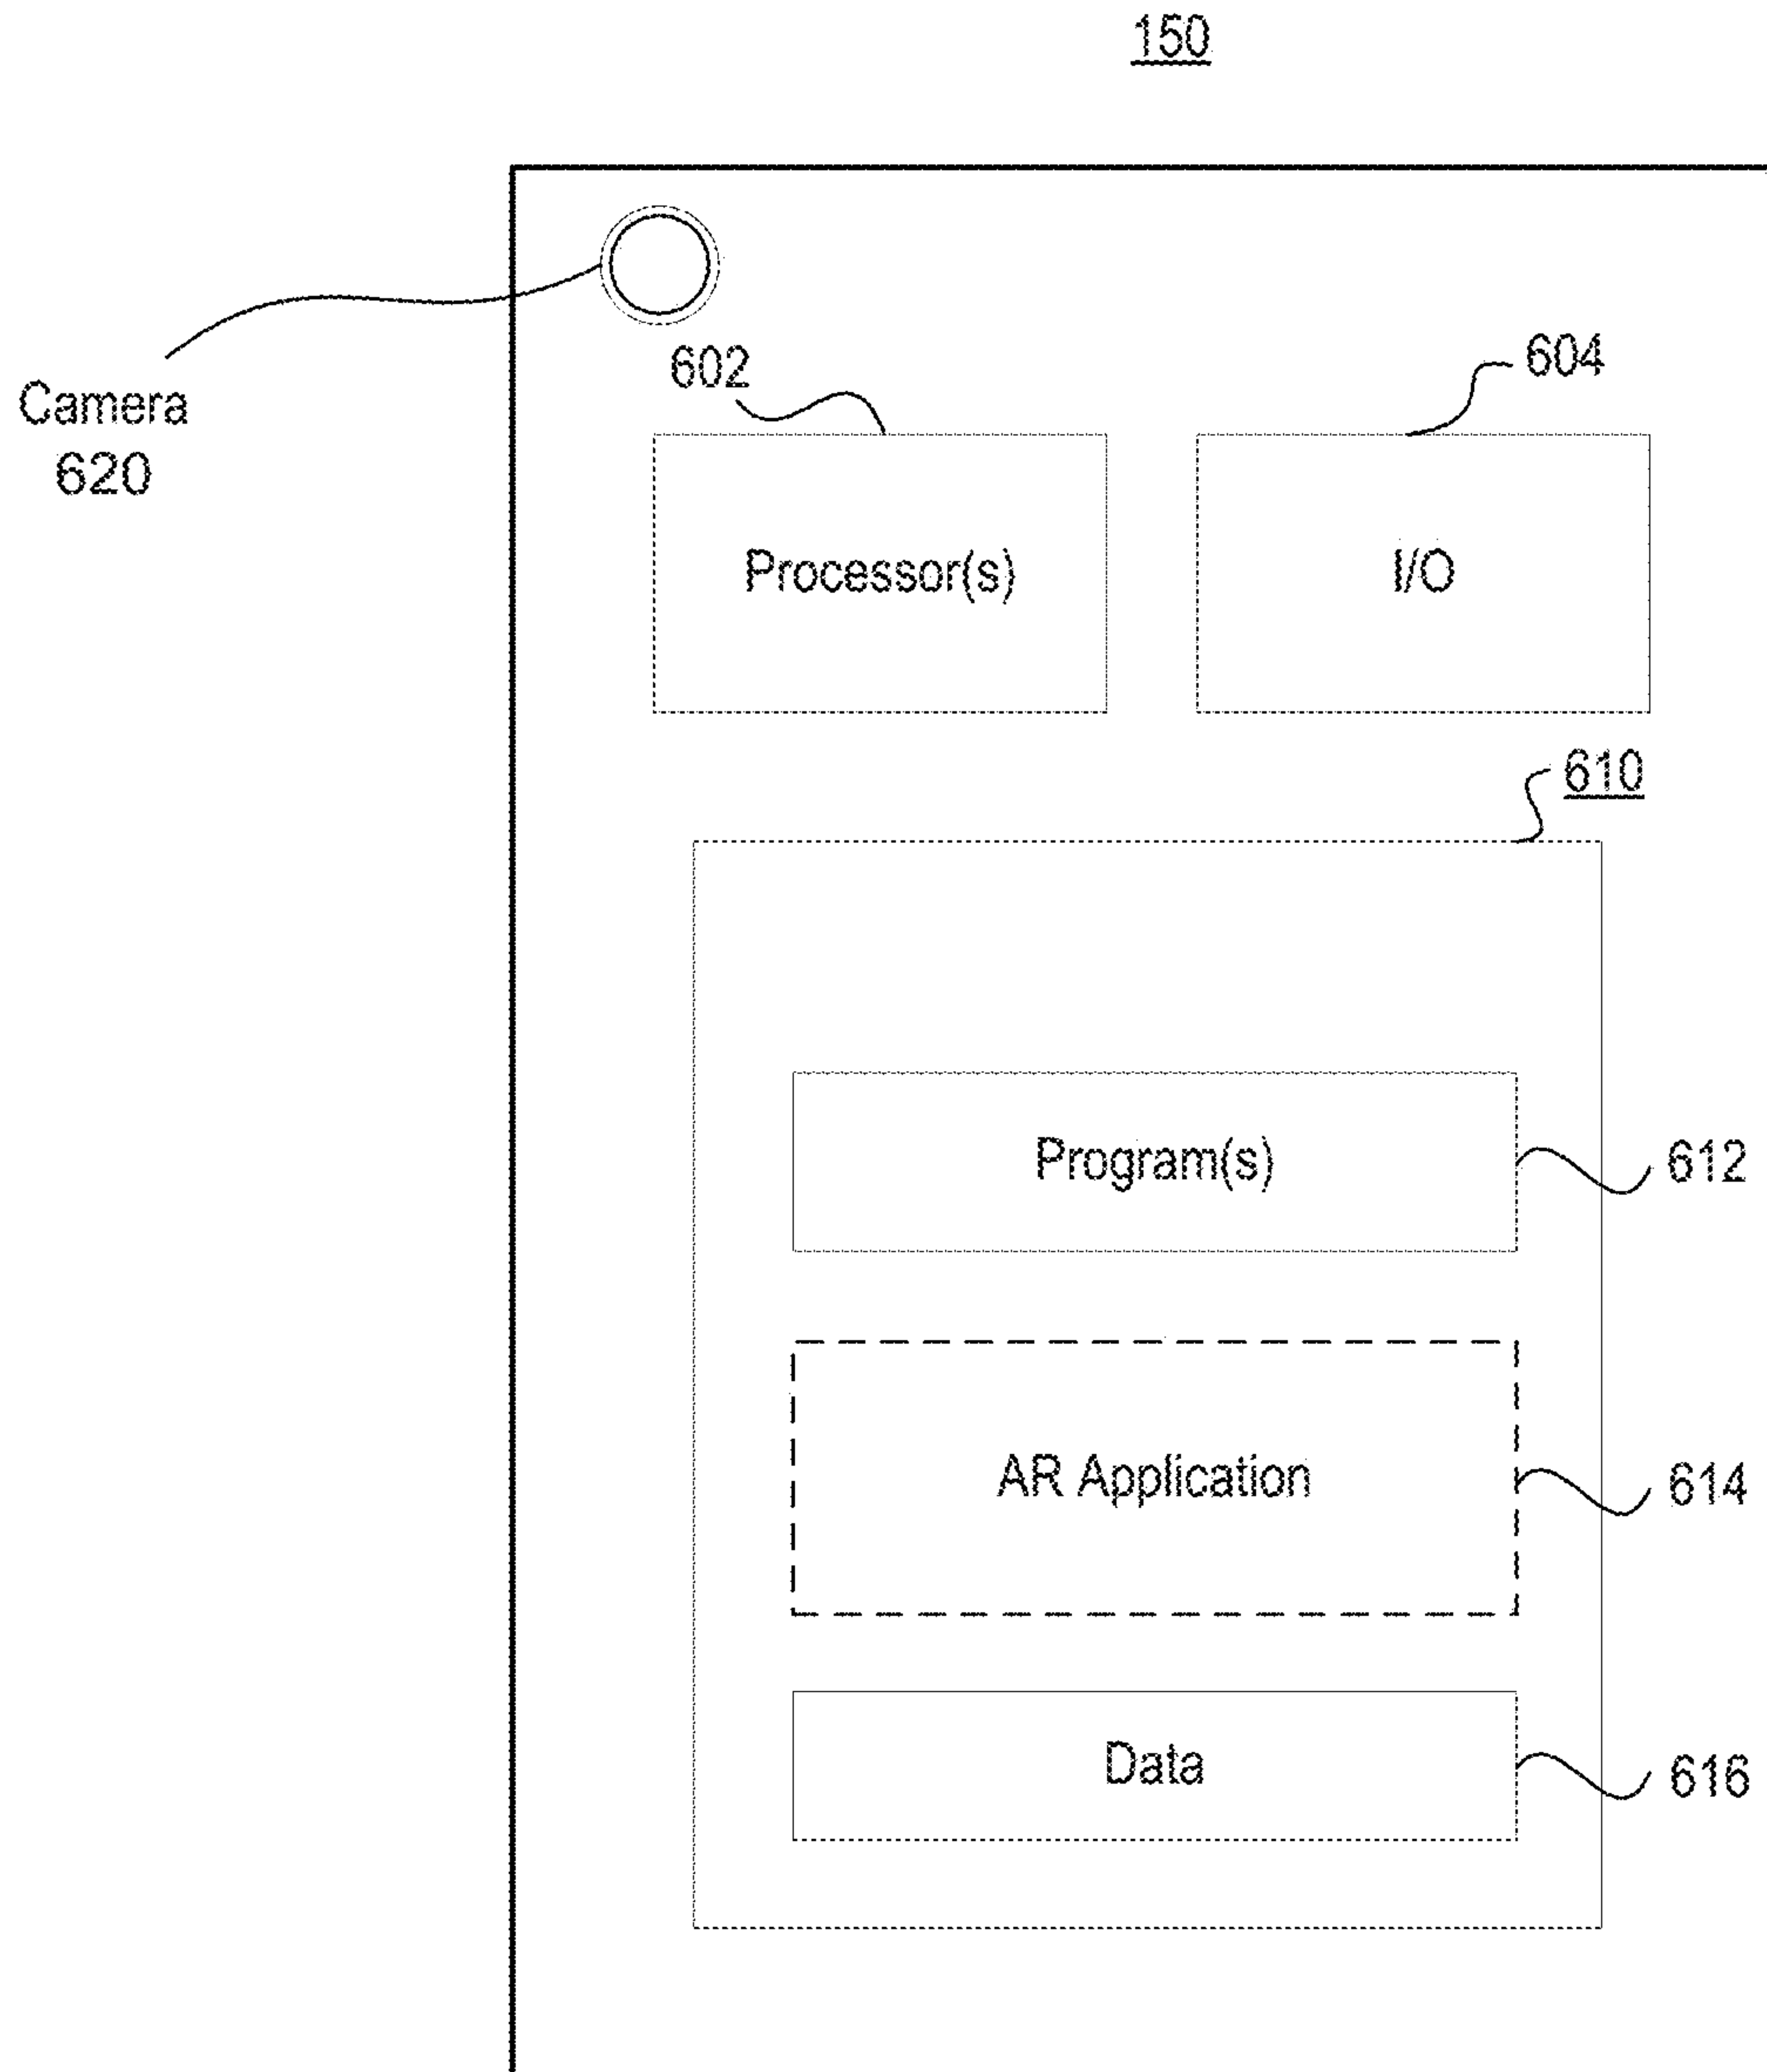 150
Camera
620
602
604
Processor(s)
I/O
610
Program(s)
612
AR Application
614
Data
616